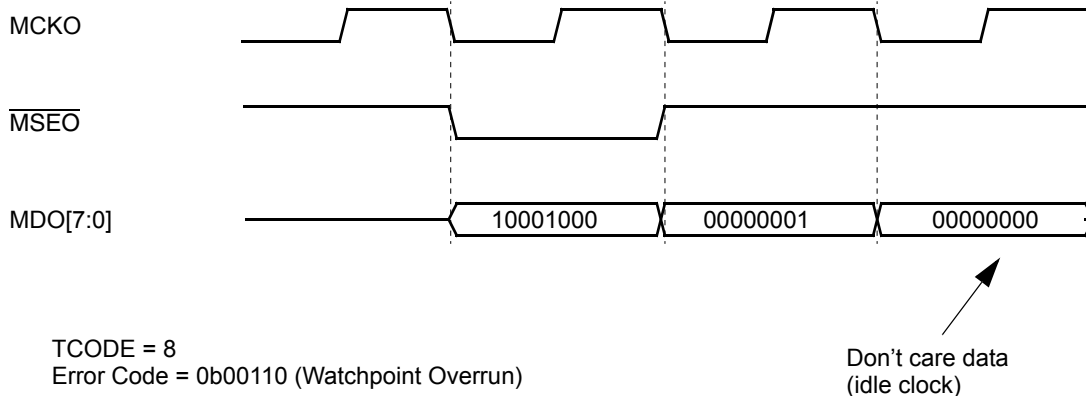 MCKO
MSEO
MDO[7:0] 10001000 00000001 00000000
TCODE = 8
Error Code = 0b00110 (Watchpoint Overrun)
Don't care data
(idle clock)